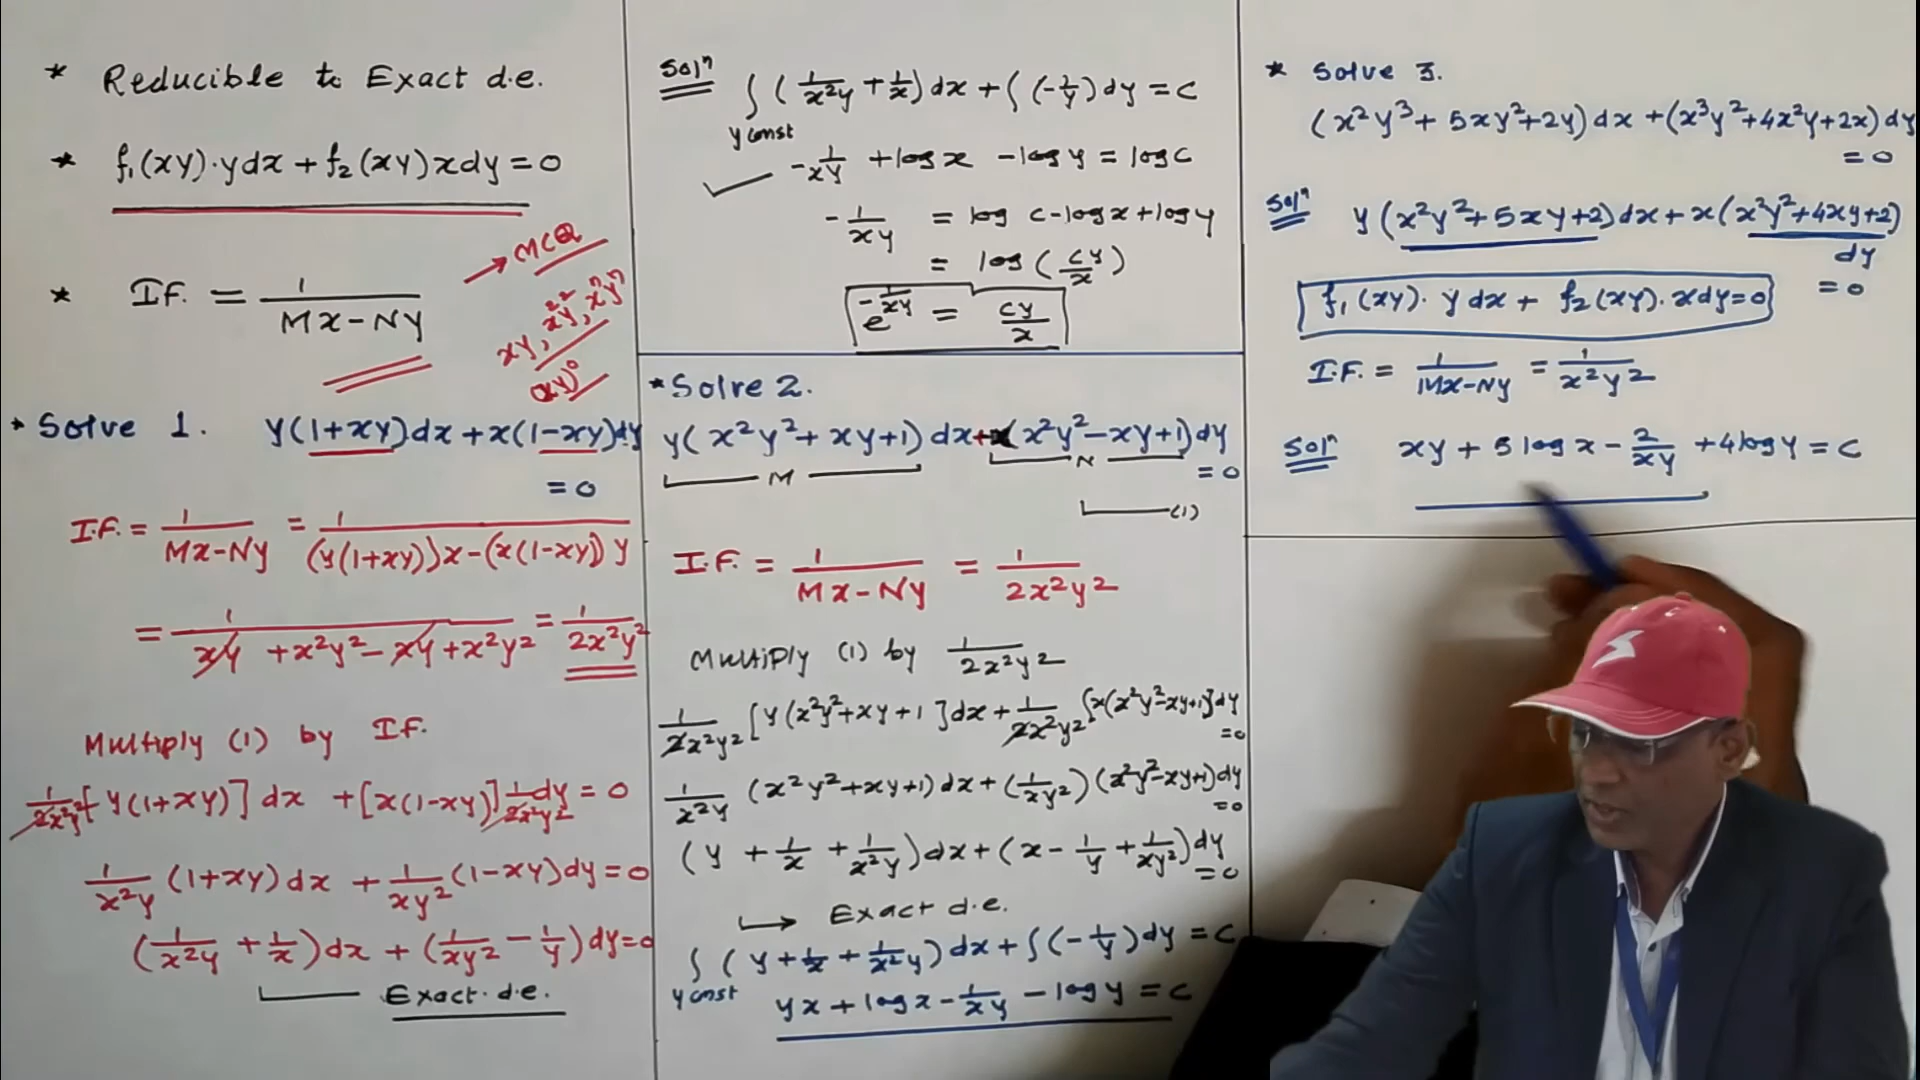 * Reducible to Exact d.e.
* f₁(xy)·ydx + f₂(xy)xdy = 0
* I.F. = 1/(Mx-Ny)
→ MCQ
xy, x²y², xⁿyⁿ
(xy)⁰
* Solve 1. y(1+xy)dx + x(1-xy)dy
= 0
I.F. = 1/(Mx-Ny) = 1/((y(1+xy))x-(x(1-xy))y)
= 1/(xy + x²y² - xy + x²y²) = 1/(2x²y²)
Multiply (1) by I.F.
1/(2x²y²) [y(1+xy)] dx + [x(1-xy)] 1/(2x²y²) dy = 0
1/(x²y) (1+xy) dx + 1/(xy²) (1-xy) dy = 0
(1/(x²y) + 1/x) dx + (1/(xy²) - 1/y) dy = 0
Exact d.e.
Solⁿ ∫ (1/(x²y) + 1/x) dx + ∫ (-1/y) dy = C
y const
-1/(xy) + log x - log y = log C
-1/(xy) = log C - log x + log y
= log (cy/x)
e^(-1/(xy)) = cy/x
* Solve 2.
y(x²y² + xy + 1) dx + x(x²y² - xy + 1) dy
M N = 0
(1)
I.F. = 1/(Mx-Ny) = 1/(2x²y²)
Multiply (1) by 1/(2x²y²)
1/(2x²y²) [y(x²y² + xy + 1] dx + 1/(2x²y²) [x(x²y² - xy + 1] dy
= 0
1/(x²y) (x²y² + xy + 1) dx + (1/(xy²)) (x²y² - xy + 1) dy
= 0
(y + 1/x + 1/(x²y)) dx + (x - 1/y + 1/(xy²)) dy
= 0
→ Exact d.e.
∫ (y + 1/x + 1/(x²y)) dx + ∫ (-1/y) dy = C
y const
yx + log x - 1/(xy) - log y = C
* Solve 3.
(x²y³ + 5xy² + 2y) dx + (x³y² + 4x²y + 2x) dy
= 0
Solⁿ y(x²y² + 5xy + 2) dx + x(x²y² + 4xy + 2)
dy
= 0
f₁(xy)·ydx + f₂(xy)·xdy = 0
I.F. = 1/(Mx-Ny) = 1/(x²y²)
Solⁿ xy + 5 log x - 2/(xy) + 4 log y = C